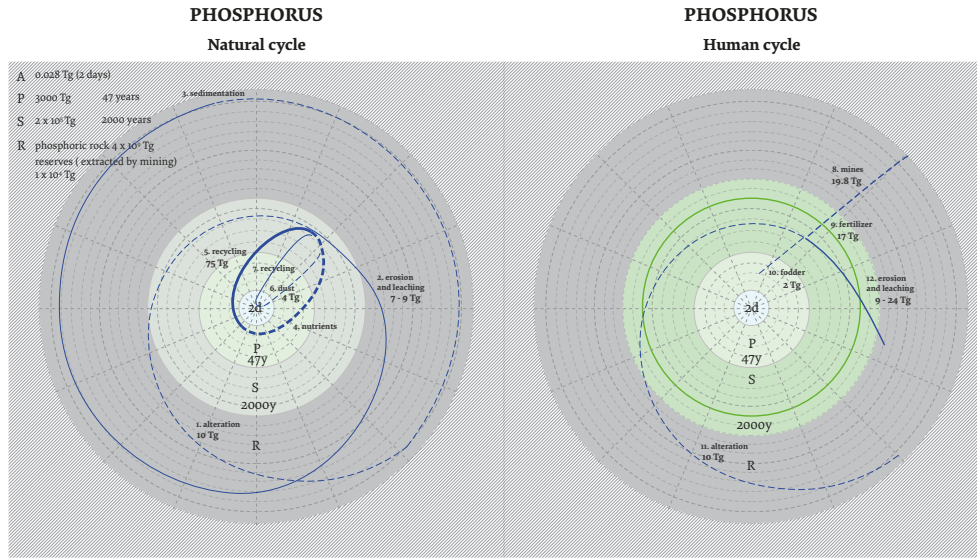 PHOSPHORUS
Natural cycle
A 0.028 Tg (2 days)
P 3000 Tg 47 years
S 2 x 10⁵ Tg 2000 years
R phosphoric rock 4 x 10⁹ Tg
reserves ( extracted by mining)
1 x 10⁴ Tg
3. sedimentation
5. recycling
75 Tg
7. recycling
6. dust
4 Tg
2. erosion
and leaching
7 - 9 Tg
2d
4. nutrients
P
47y
S
2000y
1. alteration
10 Tg
R
PHOSPHORUS
Human cycle
8. mines
19.8 Tg
9. fertilizer
17 Tg
10. fodder
2 Tg
12. erosion
and leaching
9 - 24 Tg
2d
P
47y
S
2000y
11. alteration
10 Tg
R